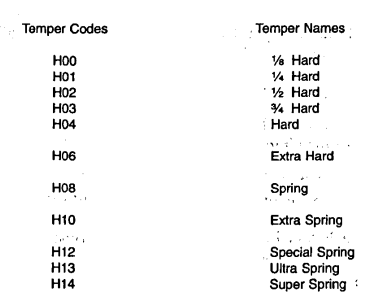 Temper Codes Temper Names
H00 ⅛ Hard
H01 ¼ Hard
H02 ½ Hard
H03 ¾ Hard
H04 Hard
H06 Extra Hard
H08 Spring
H10 Extra Spring
H12 Special Spring
H13 Ultra Spring
H14 Super Spring